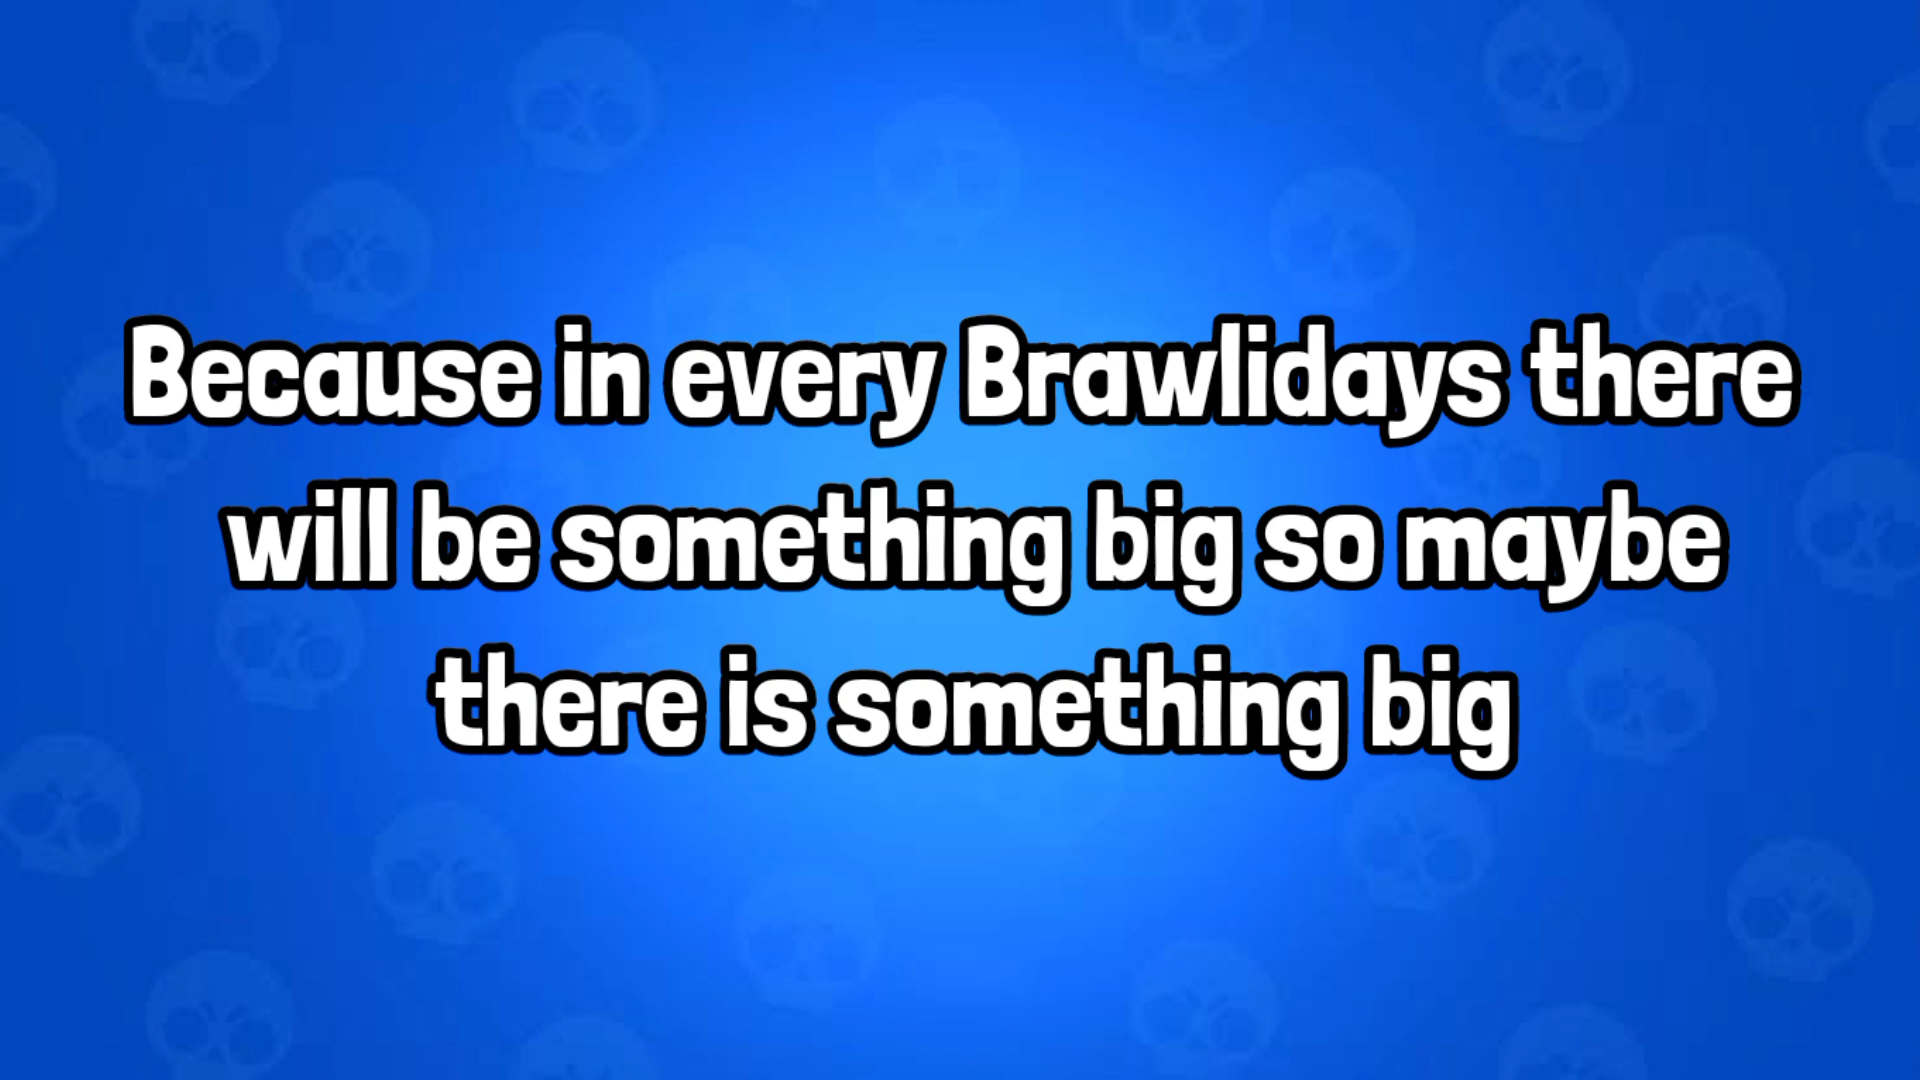 Because in every Brawlidays there
will be something big so maybe
there is something big